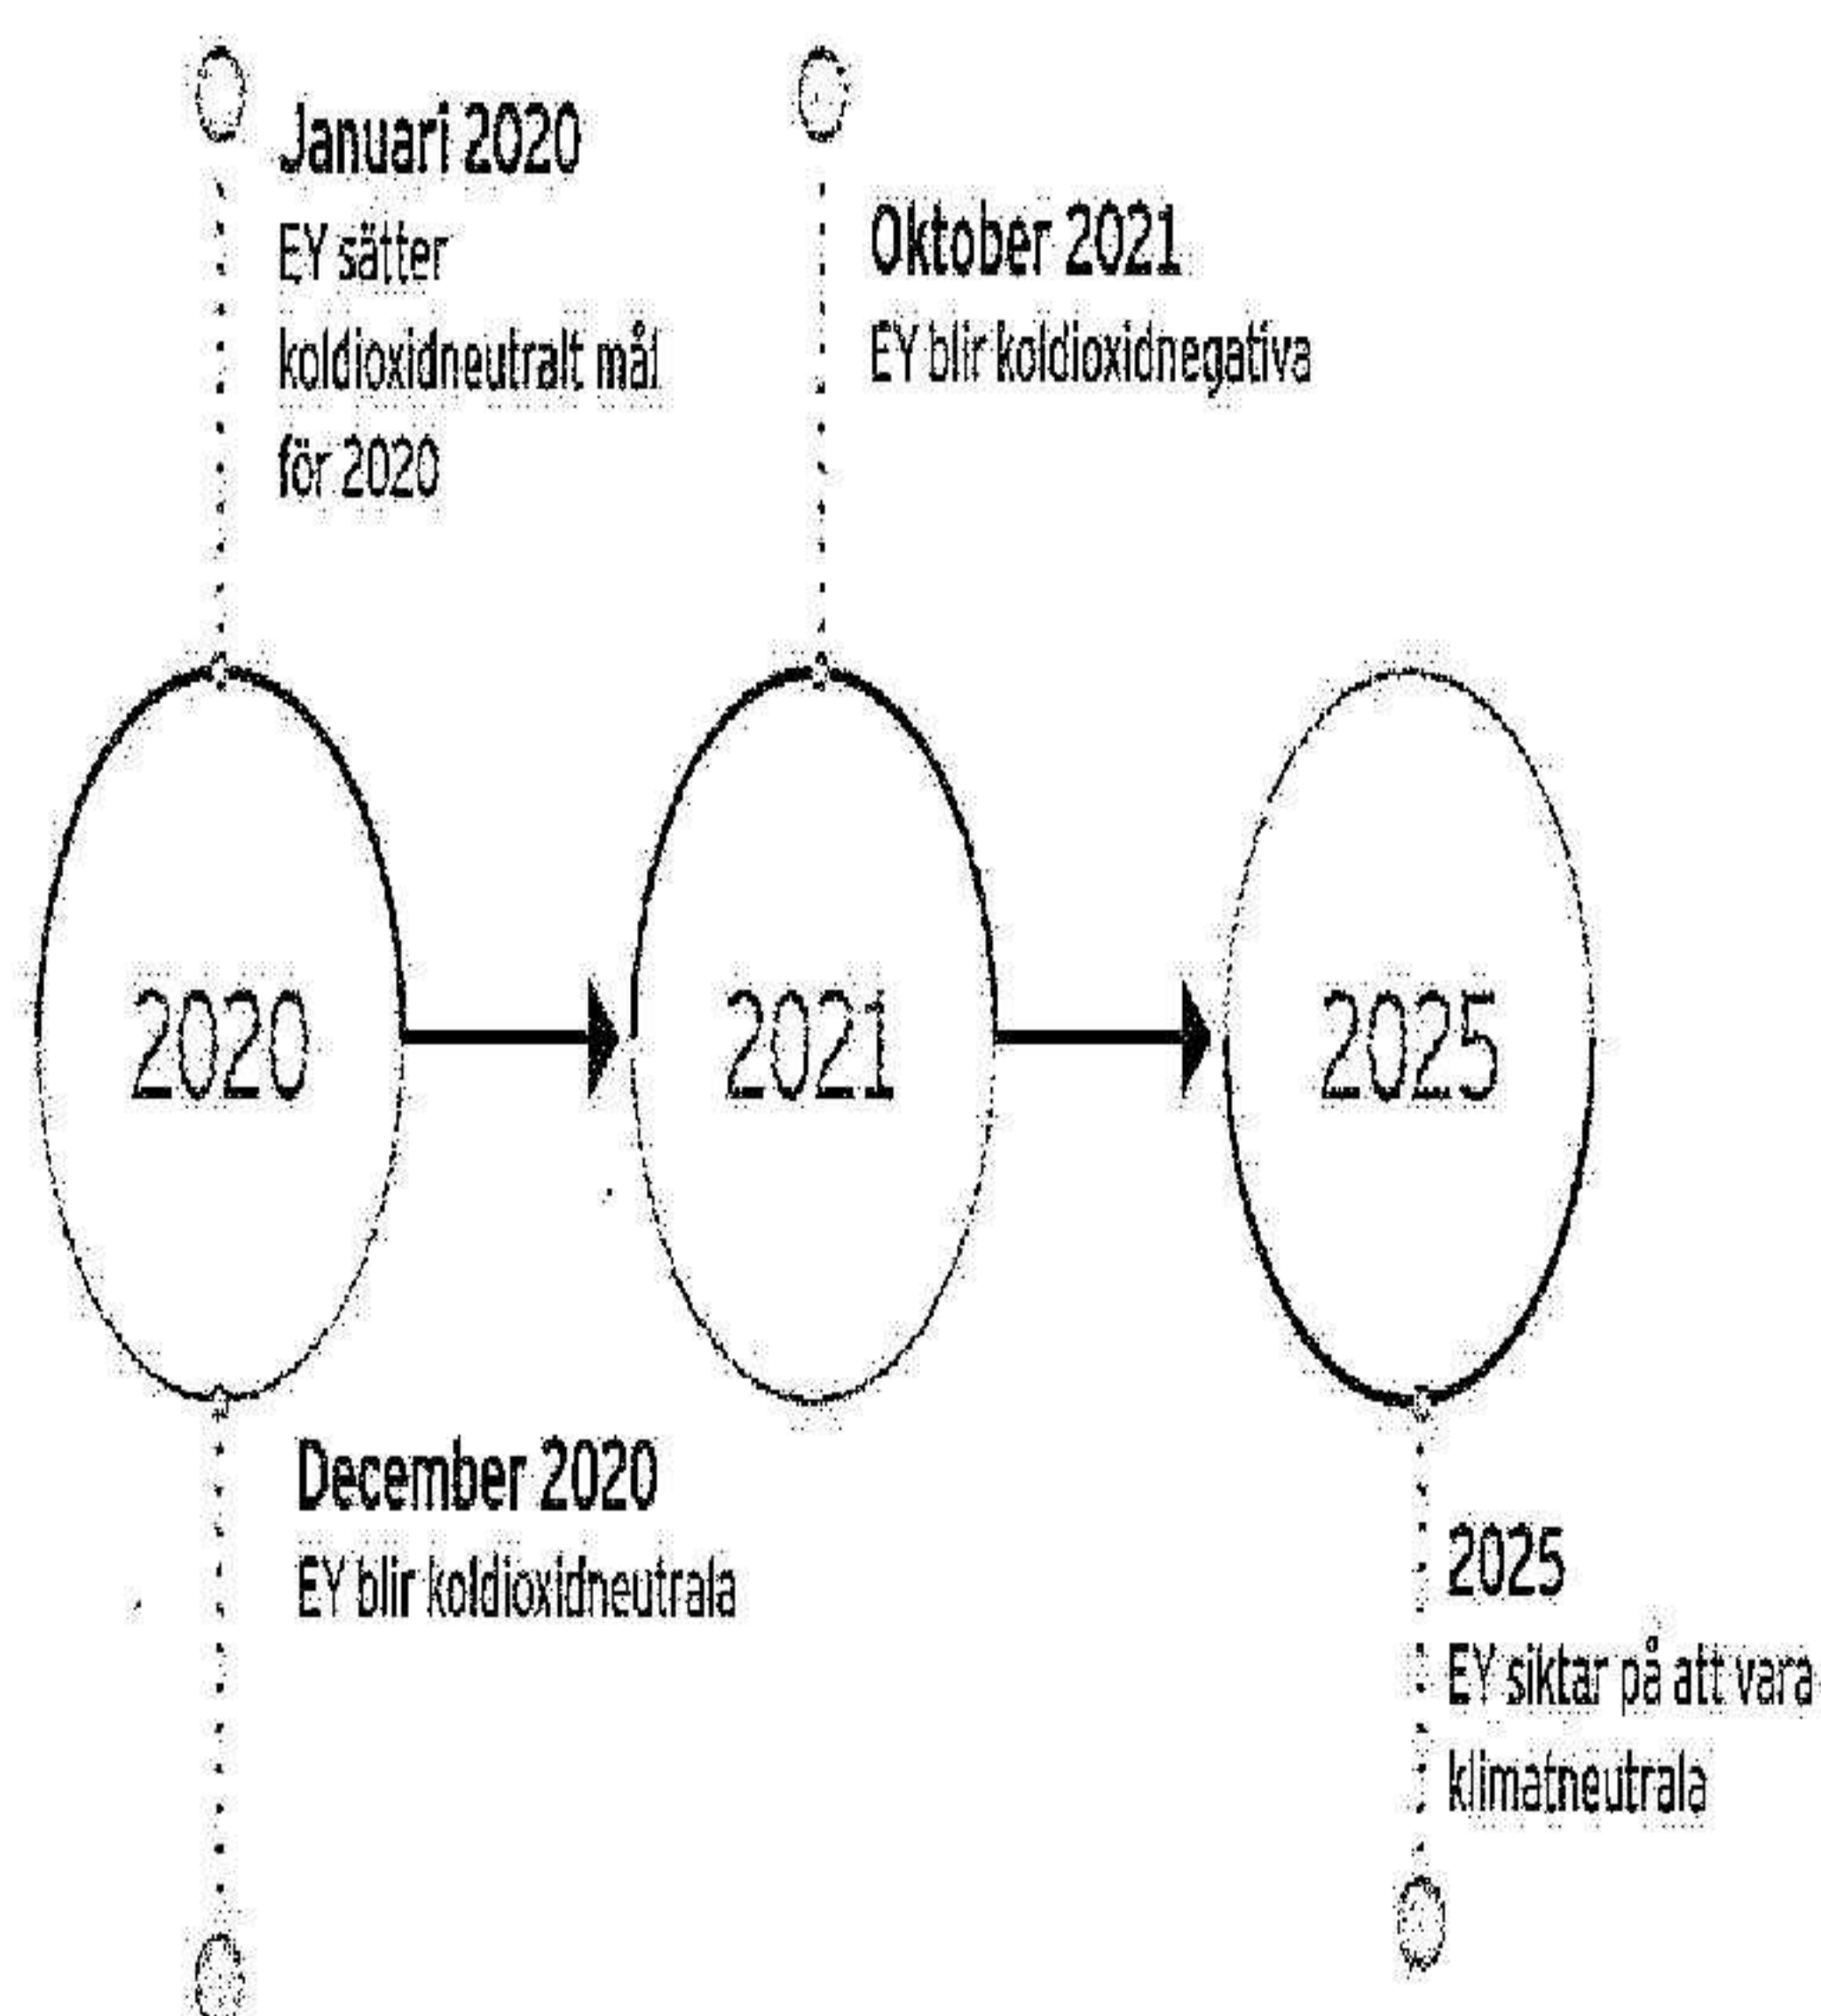 Januari 2020
EY sätter
koldioxidneutralt mål
för 2020
Oktober 2021
EY blir koldioxidnegativa
2020
2021
2025
December 2020
EY blir koldioxidneutrala
2025
EY siktar på att vara
klimatneutrala